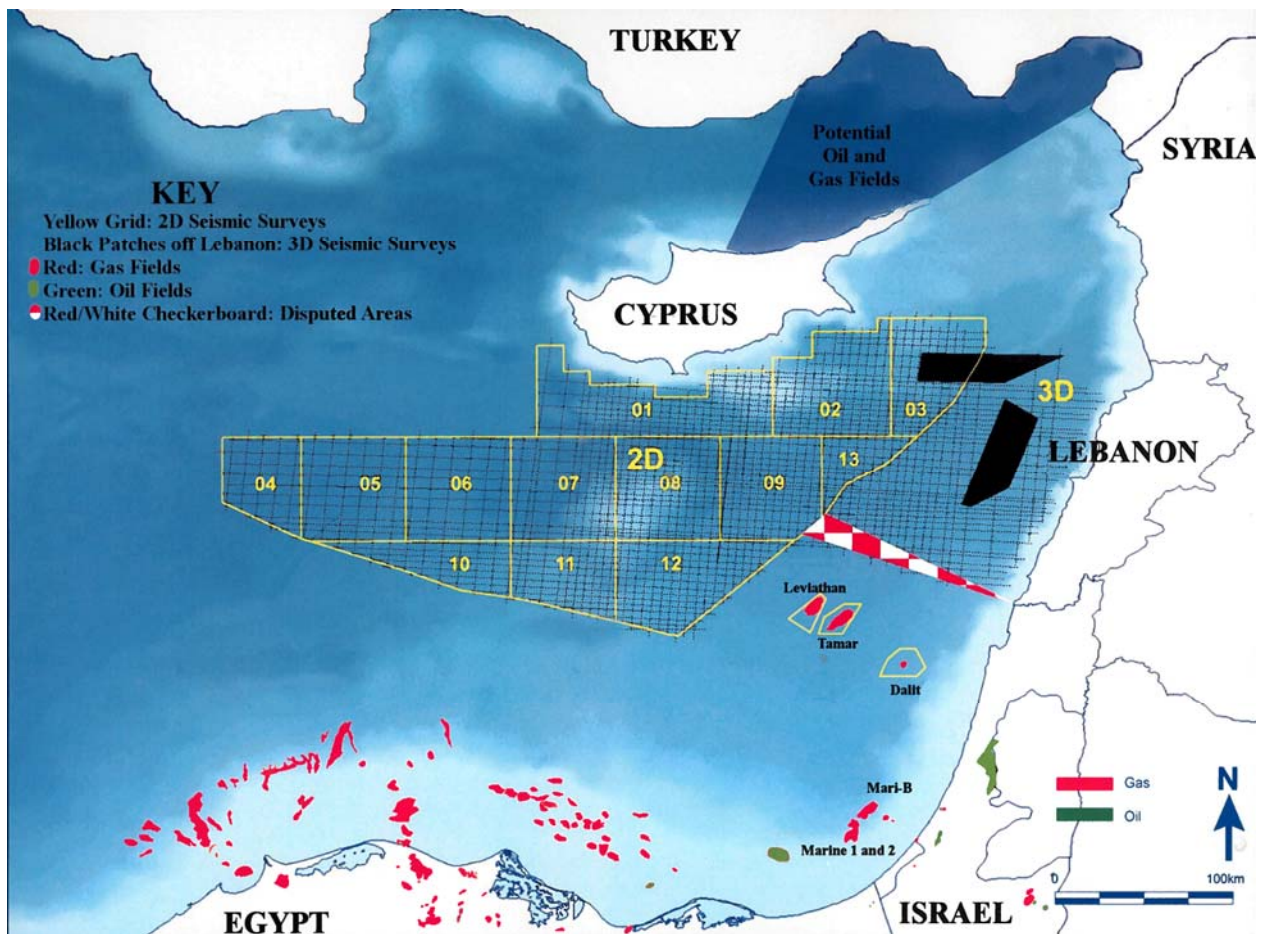 TURKEY
SYRIA
Potential
Oil and
Gas Fields
KEY
Yellow Grid: 2D Seismic Surveys
Black Patches off Lebanon: 3D Seismic Surveys
Red: Gas Fields
Green: Oil Fields
Red/White Checkerboard: Disputed Areas
CYPRUS
01
02
03
3D
LEBANON
04
05
06
07
2D
08
09
13
10
11
12
Leviathan
Tamar
Dalit
Mari-B
Marine 1 and 2
Gas
Oil
N
0
100km
EGYPT
ISRAEL